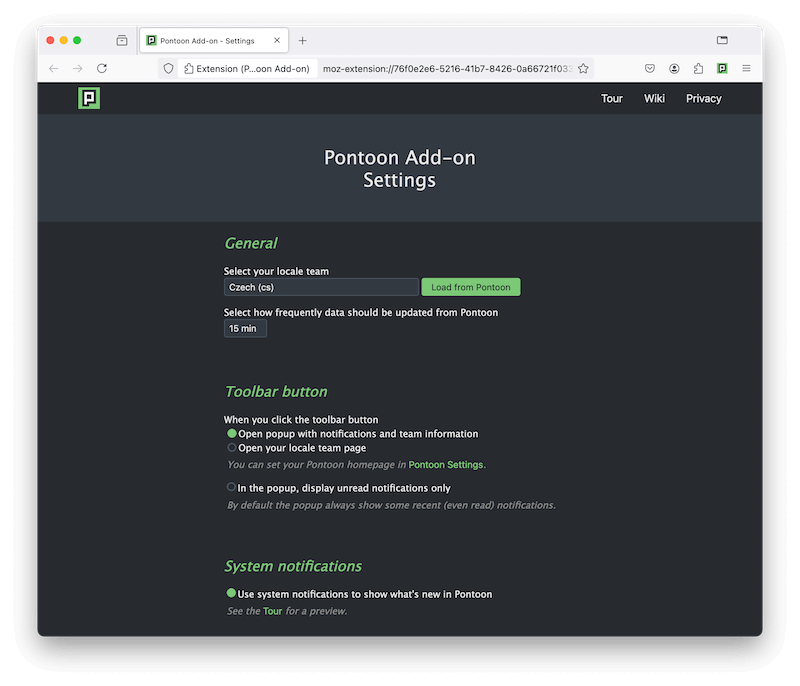 Pontoon Add-on - Settings
Extension (P...oon Add-on)
moz-extension://76f0e2e6-5216-41b7-8426-0a66721f033
Tour
Wiki
Privacy
Pontoon Add-on
Settings
General
Select your locale team
Czech (cs)
Load from Pontoon
Select how frequently data should be updated from Pontoon
15 min
Toolbar button
When you click the toolbar button
Open popup with notifications and team information
Open your locale team page
You can set your Pontoon homepage in Pontoon Settings.
In the popup, display unread notifications only
By default the popup always show some recent (even read) notifications.
System notifications
Use system notifications to show what's new in Pontoon
See the Tour for a preview.